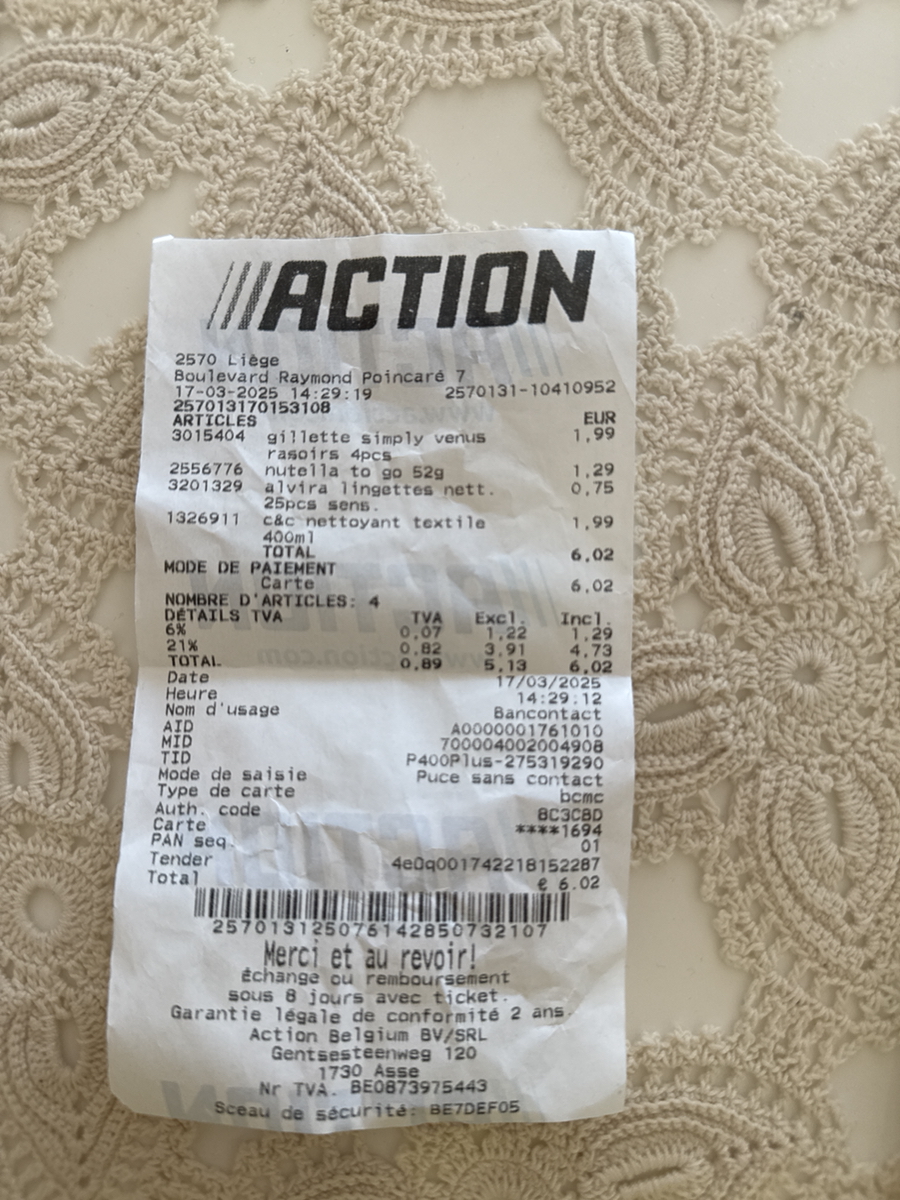 ACTION
2570 Liège
Boulevard Raymond Poincaré 7
17-03-2025 14:29:19 2570131-10410952
257013170153108
ARTICLES EUR
3015404 gillette simply venus 1,99
rasoirs 4pcs
2556776 nutella to go 52g 1,29
3201329 alvira lingettes nett. 0,75
25pcs sens.
1326911 c&c nettoyant textile 1,99
400ml
TOTAL 6,02
MODE DE PAIEMENT
Carte 6,02
NOMBRE D'ARTICLES: 4
DÉTAILS TVA TVA Excl. Incl.
6% 0,07 1,22 1,29
21% 0,82 3,91 4,73
TOTAL 0,89 5,13 6,02
Date 17/03/2025
Heure 14:29:12
Nom d'usage Bancontact
AID A0000001761010
MID 700004002004908
TID P400Plus-275319290
Mode de saisie Puce sans contact
Type de carte bcmc
Auth. code 8C3C8D
Carte ****1694
PAN seq. 01
Tender 4e0q001742218152287
Total € 6.02
2570131250761428507​32107
Merci et au revoir!
Échange ou remboursement
sous 8 jours avec ticket.
Garantie légale de conformité 2 ans.
Action Belgium BV/SRL
Gentsesteenweg 120
1730 Asse
Nr TVA. BE0873975443
Sceau de sécurité: BE7DEF05